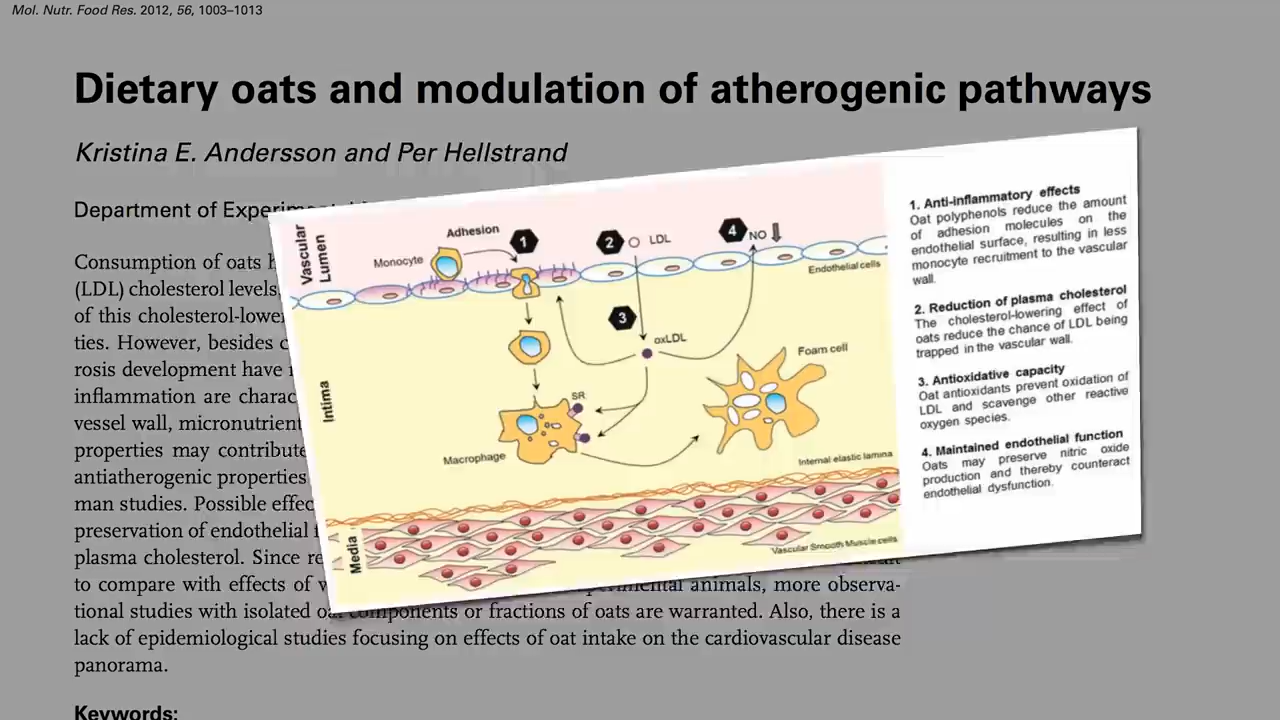 Mol. Nutr. Food Res. 2012, 56, 1003–1013
Dietary oats and modulation of atherogenic pathways
Kristina E. Andersson and Per Hellstrand
Department of
Consumption of oats
(LDL) cholesterol levels,
of this cholesterol-lowe
ties. However, besides
rosis development have
inflammation are charac
vessel wall, micronutrient
properties may contribute
antiatherogenic properties
man studies. Possible effec
preservation of endothelial
plasma cholesterol. Since re
to compare with effects of
experimental animals, more observa-
tional studies with isolated oat components or fractions of oats are warranted. Also, there is a
lack of epidemiological studies focusing on effects of oat intake on the cardiovascular disease
panorama.
Keywords:
Vascular
Lumen
Intima
Media
Adhesion
Monocyte
1
2
LDL
4
NO
Endothelial cells
3
oxLDL
SR
Macrophage
Foam cell
Internal elastic lamina
Vascular Smooth Muscle cells
1. Anti-inflammatory effects
Oat polyphenols reduce the amount
of adhesion molecules on the
endothelial surface, resulting in less
monocyte recruitment to the vascular
wall.
2. Reduction of plasma cholesterol
The cholesterol-lowering effect of
oats reduce the chance of LDL being
trapped in the vascular wall.
3. Antioxidative capacity
Oat antioxidants prevent oxidation of
LDL and scavenge other reactive
oxygen species.
4. Maintained endothelial function
Oats may preserve nitric oxide
production and thereby counteract
endothelial dysfunction.